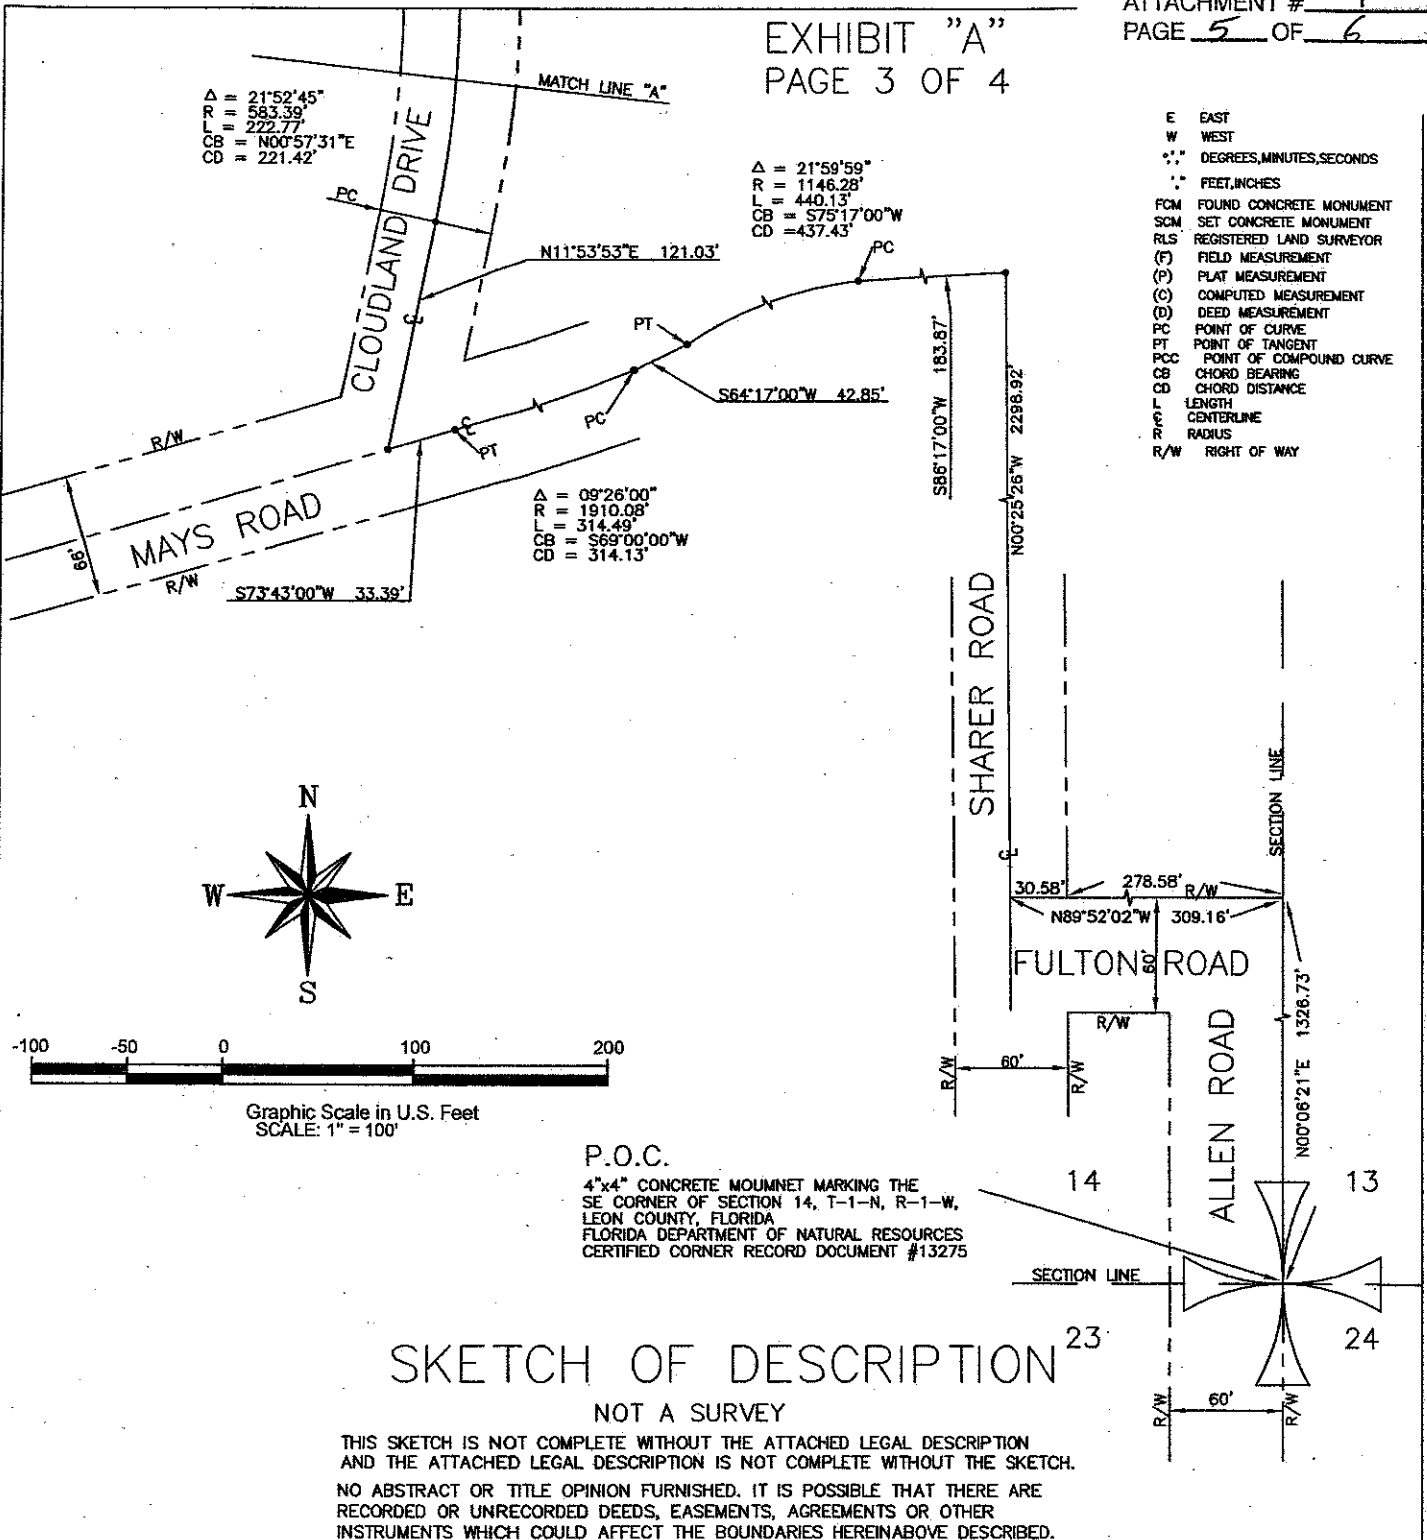 ATTACHMENT #
PAGE 5 OF 6
EXHIBIT "A"
PAGE 3 OF 4
MATCH LINE "A"
Δ = 21°52'45"
R = 583.39'
L = 222.77'
CB = N00°57'31"E
CD = 221.42'
CLOUDLAND DRIVE
PC
Δ = 21°59'59"
R = 1146.28'
L = 440.13'
CB = S75°17'00"W
CD =437.43'
PC
E EAST
W WEST
°'." DEGREES,MINUTES,SECONDS
'." FEET,INCHES
FCM FOUND CONCRETE MONUMENT
SCM SET CONCRETE MONUMENT
RLS REGISTERED LAND SURVEYOR
(F) FIELD MEASUREMENT
(P) PLAT MEASUREMENT
(C) COMPUTED MEASUREMENT
(D) DEED MEASUREMENT
PC POINT OF CURVE
PT POINT OF TANGENT
PCC POINT OF COMPOUND CURVE
CB CHORD BEARING
CD CHORD DISTANCE
L LENGTH
℄ CENTERLINE
R RADIUS
R/W RIGHT OF WAY
N11°53'53"E 121.03'
℄
PT
S64°17'00"W 42.85'
S86°17'00"W 183.87'
N00°25'26"W 2298.92'
PC
℄
PT
R/W
MAYS ROAD
66'
R/W
Δ = 09°26'00"
R = 1910.08'
L = 314.49'
CB = S69°00'00"W
CD = 314.13'
S73°43'00"W 33.39'
SHARER ROAD
℄
SECTION LINE
30.58'
278.58'
R/W
N89°52'02"W 309.16'
60'
FULTON ROAD
R/W
N00°06'21"E 1326.73'
ALLEN ROAD
R/W
60'
R/W
N
W
E
S
-100 -50 0 100 200
Graphic Scale in U.S. Feet
SCALE: 1" = 100'
P.O.C.
4"x4" CONCRETE MOUMNET MARKING THE
SE CORNER OF SECTION 14, T-1-N, R-1-W,
LEON COUNTY, FLORIDA
FLORIDA DEPARTMENT OF NATURAL RESOURCES
CERTIFIED CORNER RECORD DOCUMENT #13275
14
13
SECTION LINE
23
24
R/W
60'
R/W
SKETCH OF DESCRIPTION
NOT A SURVEY
THIS SKETCH IS NOT COMPLETE WITHOUT THE ATTACHED LEGAL DESCRIPTION
AND THE ATTACHED LEGAL DESCRIPTION IS NOT COMPLETE WITHOUT THE SKETCH.
NO ABSTRACT OR TITLE OPINION FURNISHED. IT IS POSSIBLE THAT THERE ARE
RECORDED OR UNRECORDED DEEDS, EASEMENTS, AGREEMENTS OR OTHER
INSTRUMENTS WHICH COULD AFFECT THE BOUNDARIES HEREINABOVE DESCRIBED.